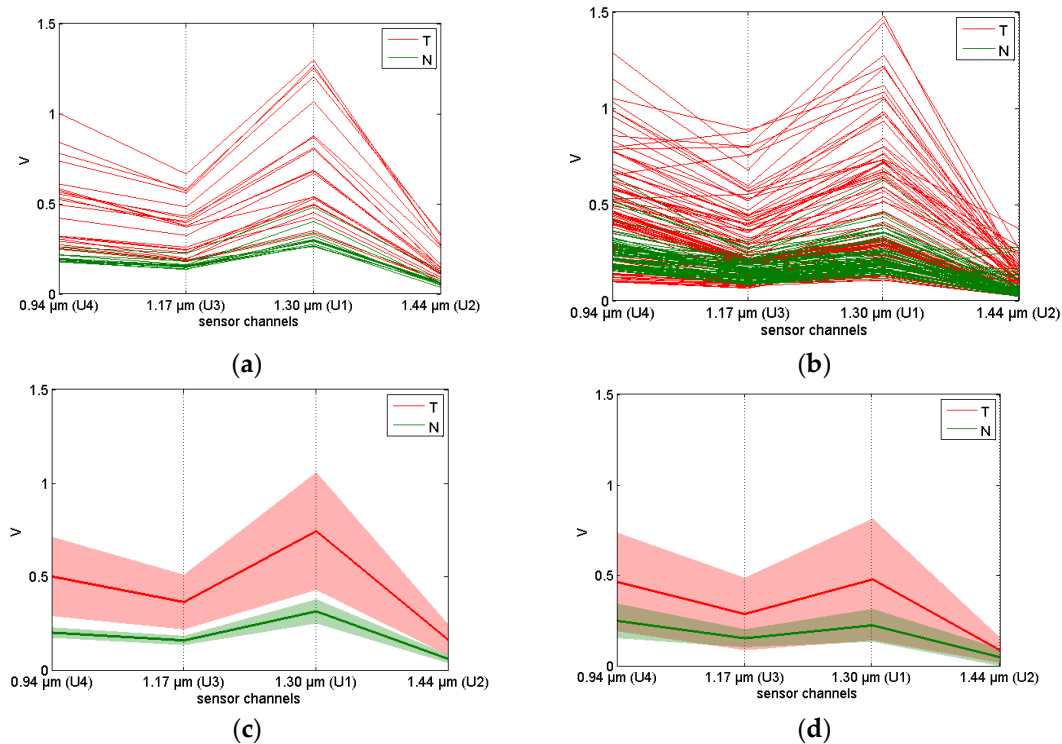 1.5
T
N
1
V
0.5
0
0.94 µm (U4) 1.17 µm (U3) 1.30 µm (U1) 1.44 µm (U2)
sensor channels
(a)
1.5
T
N
1
V
0.5
0
0.94 µm (U4) 1.17 µm (U3) 1.30 µm (U1) 1.44 µm (U2)
sensor channels
(b)
1.5
T
N
1
V
0.5
0
0.94 µm (U4) 1.17 µm (U3) 1.30 µm (U1) 1.44 µm (U2)
sensor channels
(c)
1.5
T
N
1
V
0.5
0
0.94 µm (U4) 1.17 µm (U3) 1.30 µm (U1) 1.44 µm (U2)
sensor channels
(d)